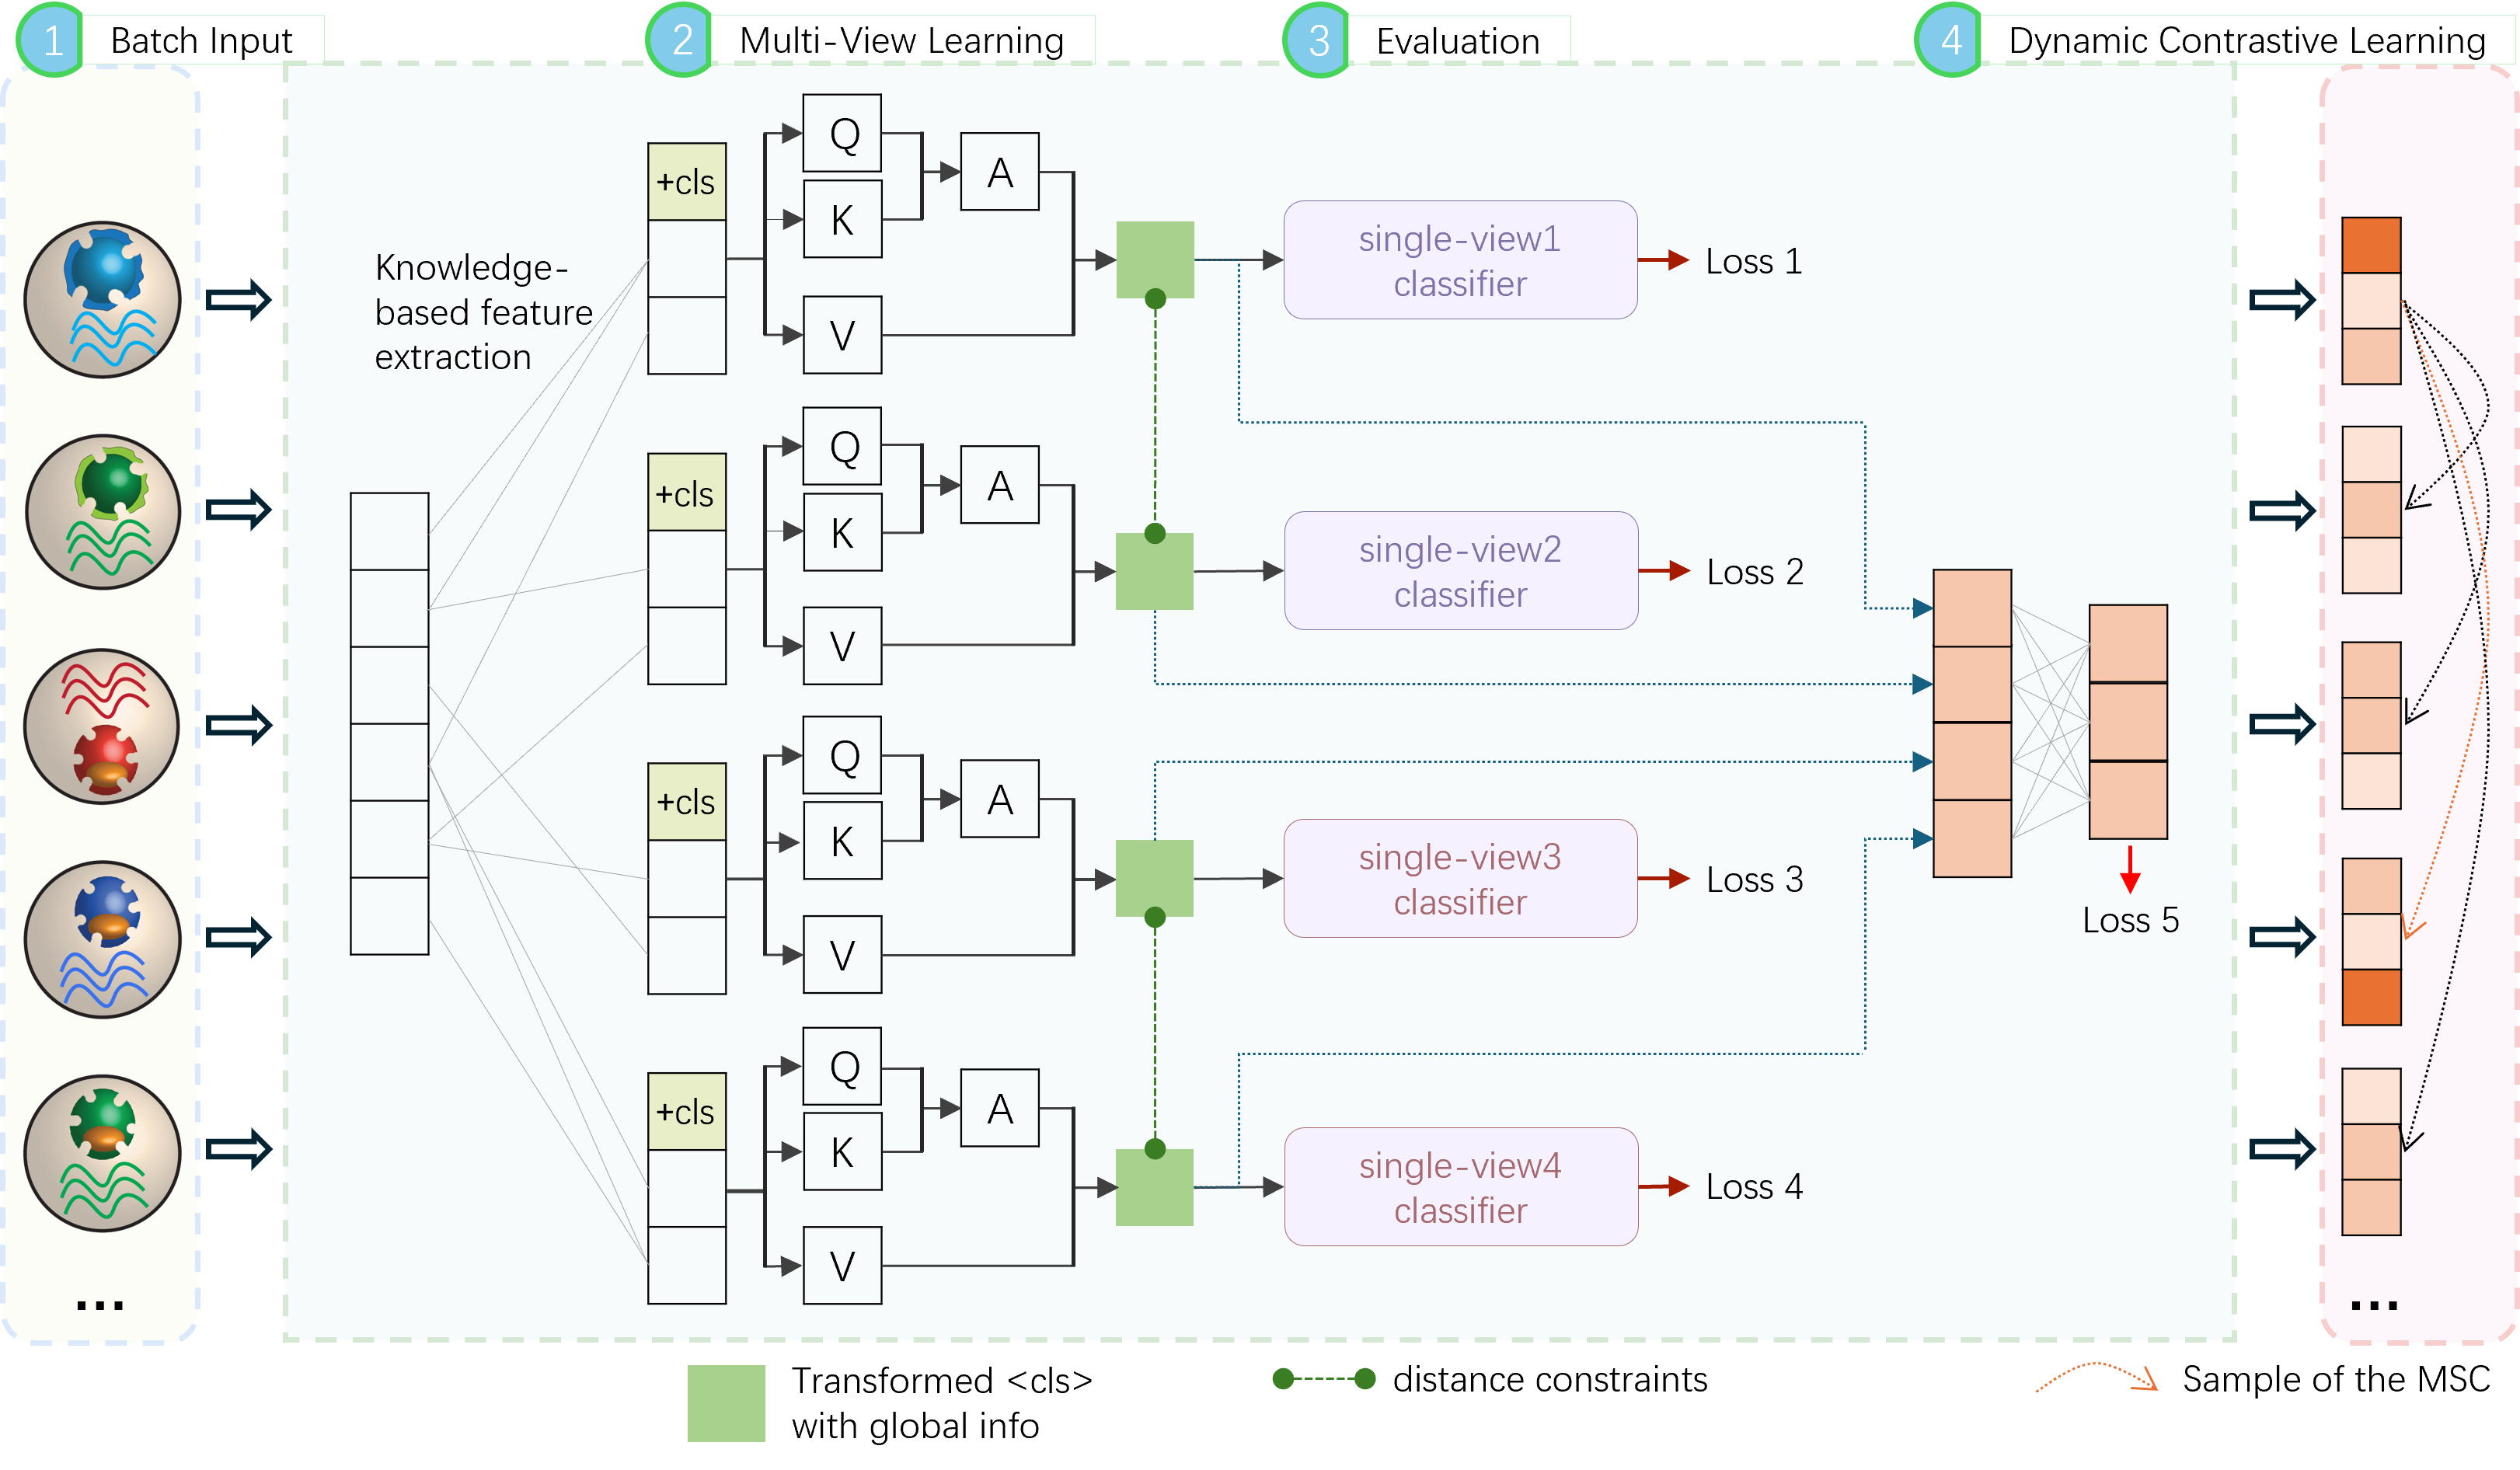 1 Batch Input
2 Multi-View Learning
3 Evaluation
4 Dynamic Contrastive Learning
Knowledge-
based feature
extraction
+cls
Q
K
V
A
single-view1
classifier
Loss 1
+cls
Q
K
V
A
single-view2
classifier
Loss 2
+cls
Q
K
V
A
single-view3
classifier
Loss 3
+cls
Q
K
V
A
single-view4
classifier
Loss 4
Loss 5
...
...
Transformed <cls>
with global info
distance constraints
Sample of the MSC